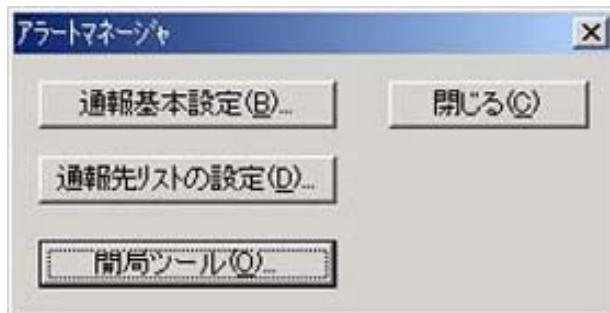 アラートマネージャ
通報基本設定(B)...
閉じる(C)
通報先リストの設定(D)...
開局ツール(O)...